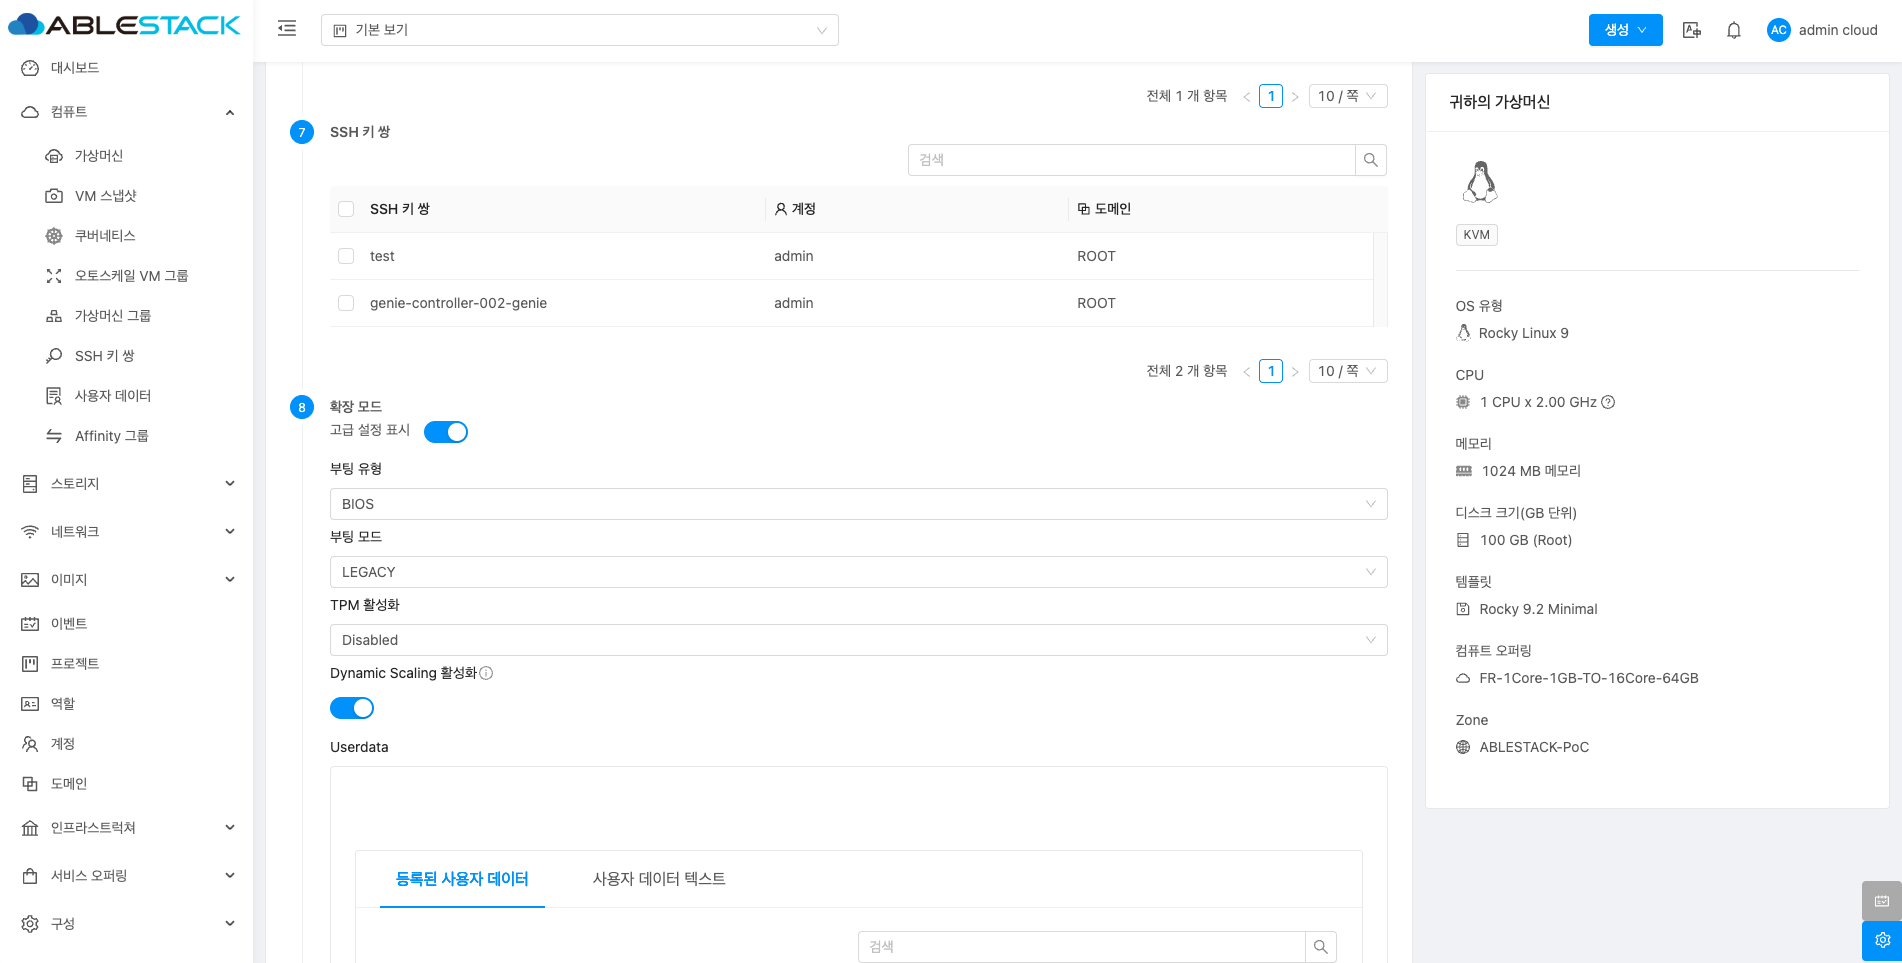 ABLESTACK
기본 보기
생성
AC
admin cloud
대시보드
컴퓨트
가상머신
VM 스냅샷
쿠버네티스
오토스케일 VM 그룹
가상머신 그룹
SSH 키 쌍
사용자 데이터
Affinity 그룹
스토리지
네트워크
이미지
이벤트
프로젝트
역할
계정
도메인
인프라스트럭쳐
서비스 오퍼링
구성
전체 1 개 항목
1
10 / 쪽
7
SSH 키 쌍
검색
SSH 키 쌍 계정 도메인
test admin ROOT
genie-controller-002-genie admin ROOT
전체 2 개 항목
1
10 / 쪽
8
확장 모드
고급 설정 표시
부팅 유형
BIOS
부팅 모드
LEGACY
TPM 활성화
Disabled
Dynamic Scaling 활성화
Userdata
등록된 사용자 데이터
사용자 데이터 텍스트
검색
귀하의 가상머신
KVM
OS 유형
Rocky Linux 9
CPU
1 CPU x 2.00 GHz
메모리
1024 MB 메모리
디스크 크기(GB 단위)
100 GB (Root)
템플릿
Rocky 9.2 Minimal
컴퓨트 오퍼링
FR-1Core-1GB-TO-16Core-64GB
Zone
ABLESTACK-PoC